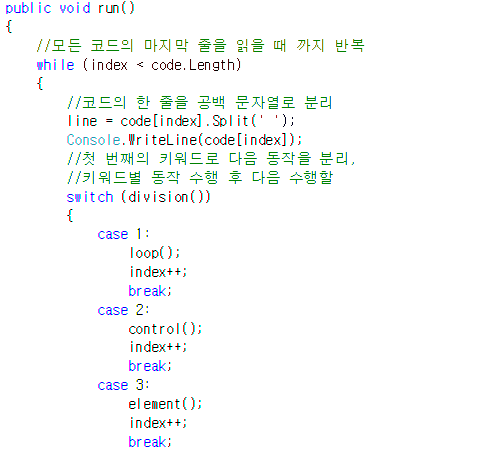 public void run()
{
//모든 코드의 마지막 줄을 읽을 때 까지 반복
while (index < code.Length)
{
//코드의 한 줄을 공백 문자열로 분리
line = code[index].Split(' ');
Console.WriteLine(code[index]);
//첫 번째의 키워드로 다음 동작을 분리,
//키워드별 동작 수행 후 다음 수행할
switch (division())
{
case 1:
loop();
index++;
break;
case 2:
control();
index++;
break;
case 3:
element();
index++;
break;